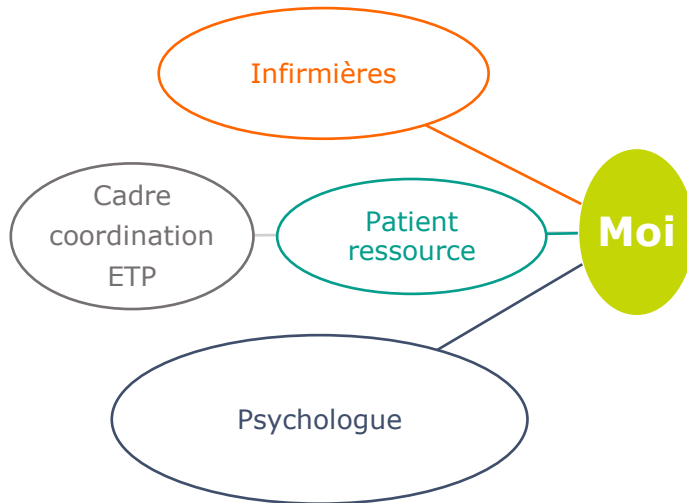 Infirmières
Cadre
coordination
ETP
Patient
ressource
Moi
Psychologue